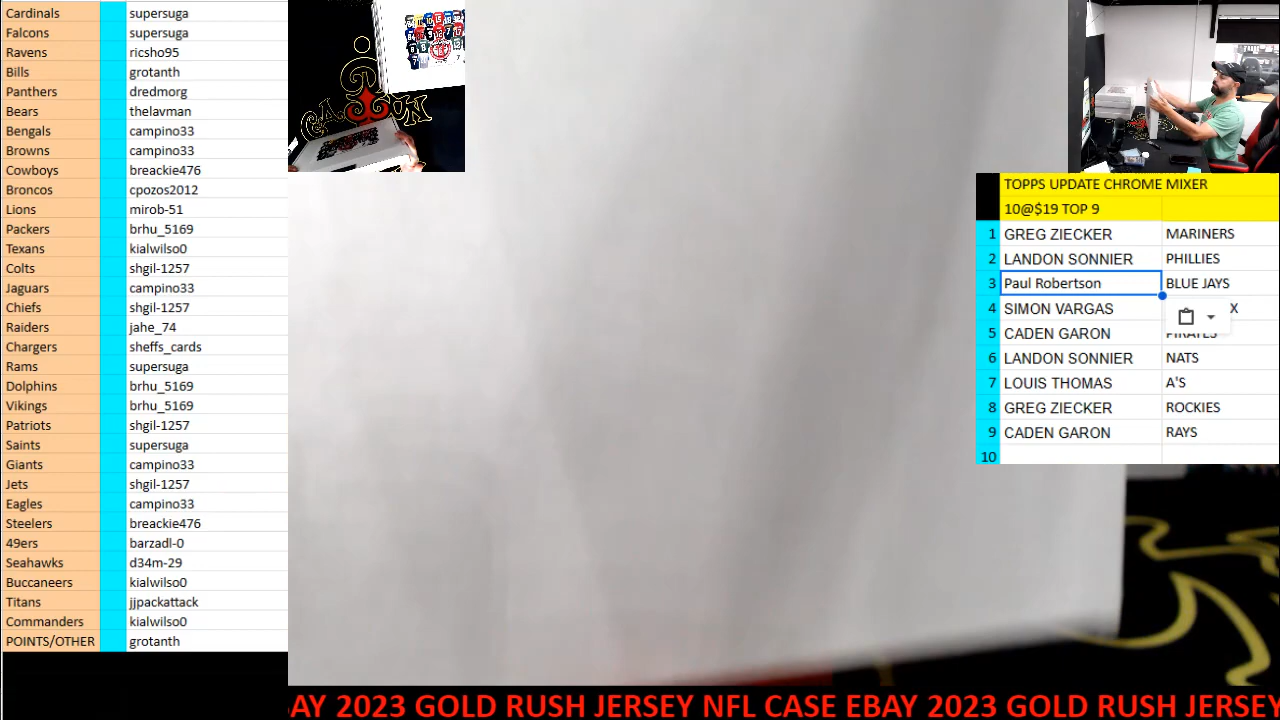 Cardinals supersuga
Falcons supersuga
Ravens ricsho95
Bills grotanth
Panthers dredmorg
Bears thelavman
Bengals campino33
Browns campino33
Cowboys breackie476
Broncos cpozos2012
Lions mirob-51
Packers brhu_5169
Texans kialwilso0
Colts shgil-1257
Jaguars campino33
Chiefs shgil-1257
Raiders jahe_74
Chargers sheffs_cards
Rams supersuga
Dolphins brhu_5169
Vikings brhu_5169
Patriots shgil-1257
Saints supersuga
Giants campino33
Jets shgil-1257
Eagles campino33
Steelers breackie476
49ers barzadl-0
Seahawks d34m-29
Buccaneers kialwilso0
Titans jjpackattack
Commanders kialwilso0
POINTS/OTHER grotanth
TOPPS UPDATE CHROME MIXER
10@$19 TOP 9
1 GREG ZIECKER MARINERS
2 LANDON SONNIER PHILLIES
3 Paul Robertson BLUE JAYS
4 SIMON VARGAS X
5 CADEN GARON PIRATES
6 LANDON SONNIER NATS
7 LOUIS THOMAS A'S
8 GREG ZIECKER ROCKIES
9 CADEN GARON RAYS
10
AY 2023 GOLD RUSH JERSEY NFL CASE EBAY 2023 GOLD RUSH JERSEY